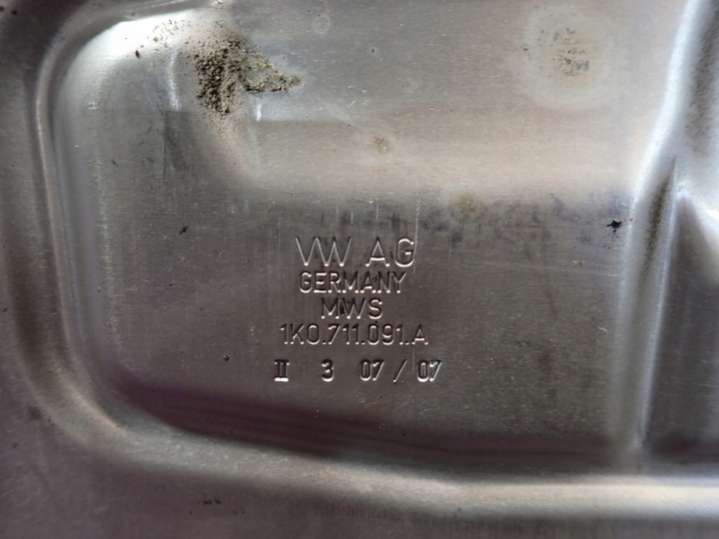 VW AG
GERMANY
MWS
1K0.711.091.A
II 3 07/07